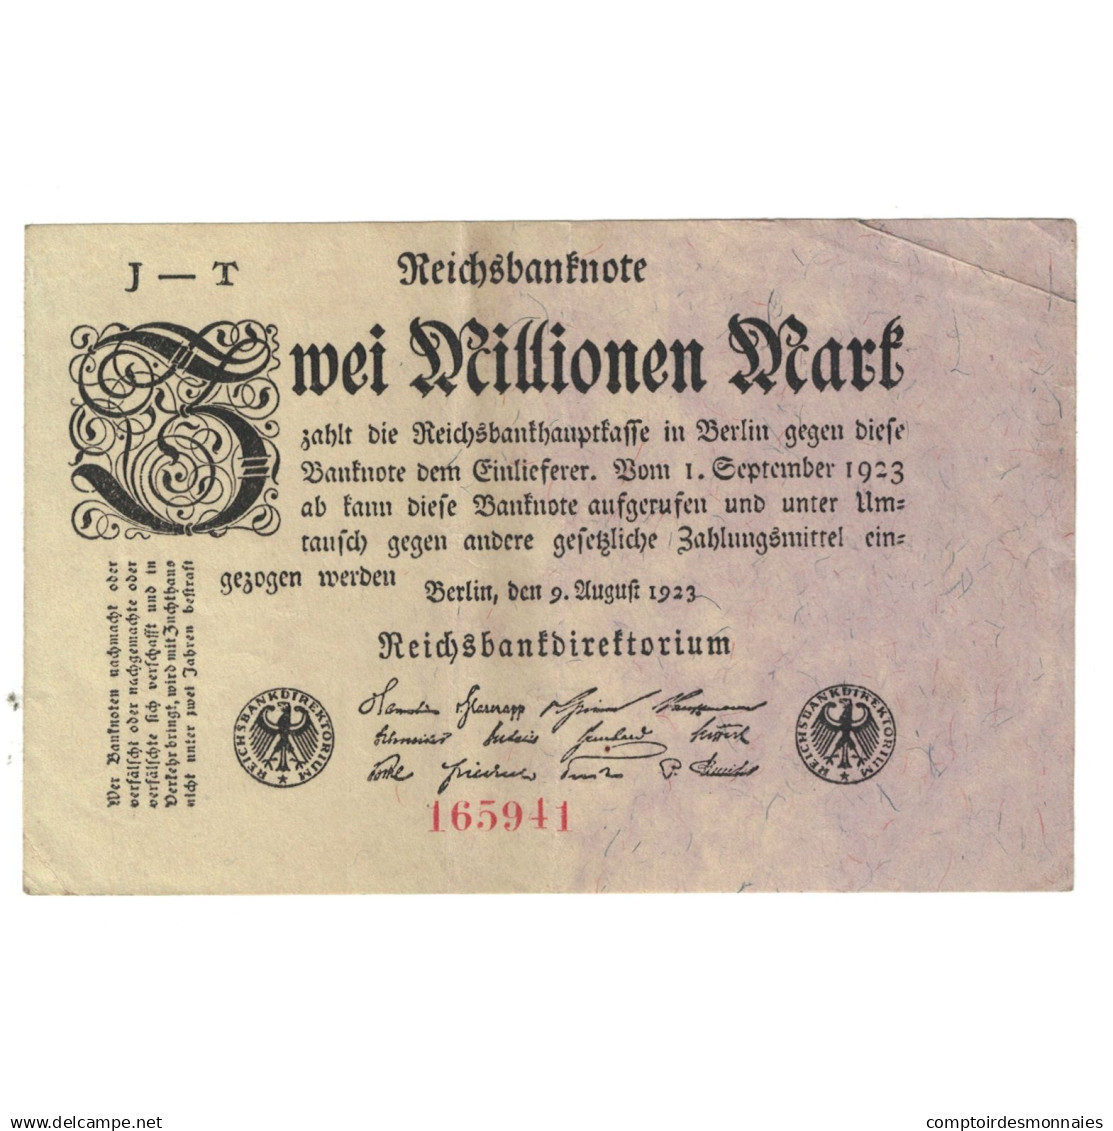 J — T
Reichsbanknote
Zwei Millionen Mark
zahlt die Reichsbankhauptkasse in Berlin gegen diese
Banknote dem Einlieferer. Vom 1. September 1923
ab kann diese Banknote aufgerufen und unter Um=
tausch gegen andere gesetzliche Zahlungsmittel ein=
gezogen werden
Berlin, den 9. August 1923
Reichsbankdirektorium
Wer Banknoten nachmacht oder
verfälscht oder nachgemachte oder
verfälschte sich verschafft und in
Verkehr bringt, wird mit Zuchthaus
nicht unter zwei Jahren bestraft
REICHSBANKDIREKTORIUM
REICHSBANKDIREKTORIUM
165941
www.delcampe.net
comptoirdesmonnaies